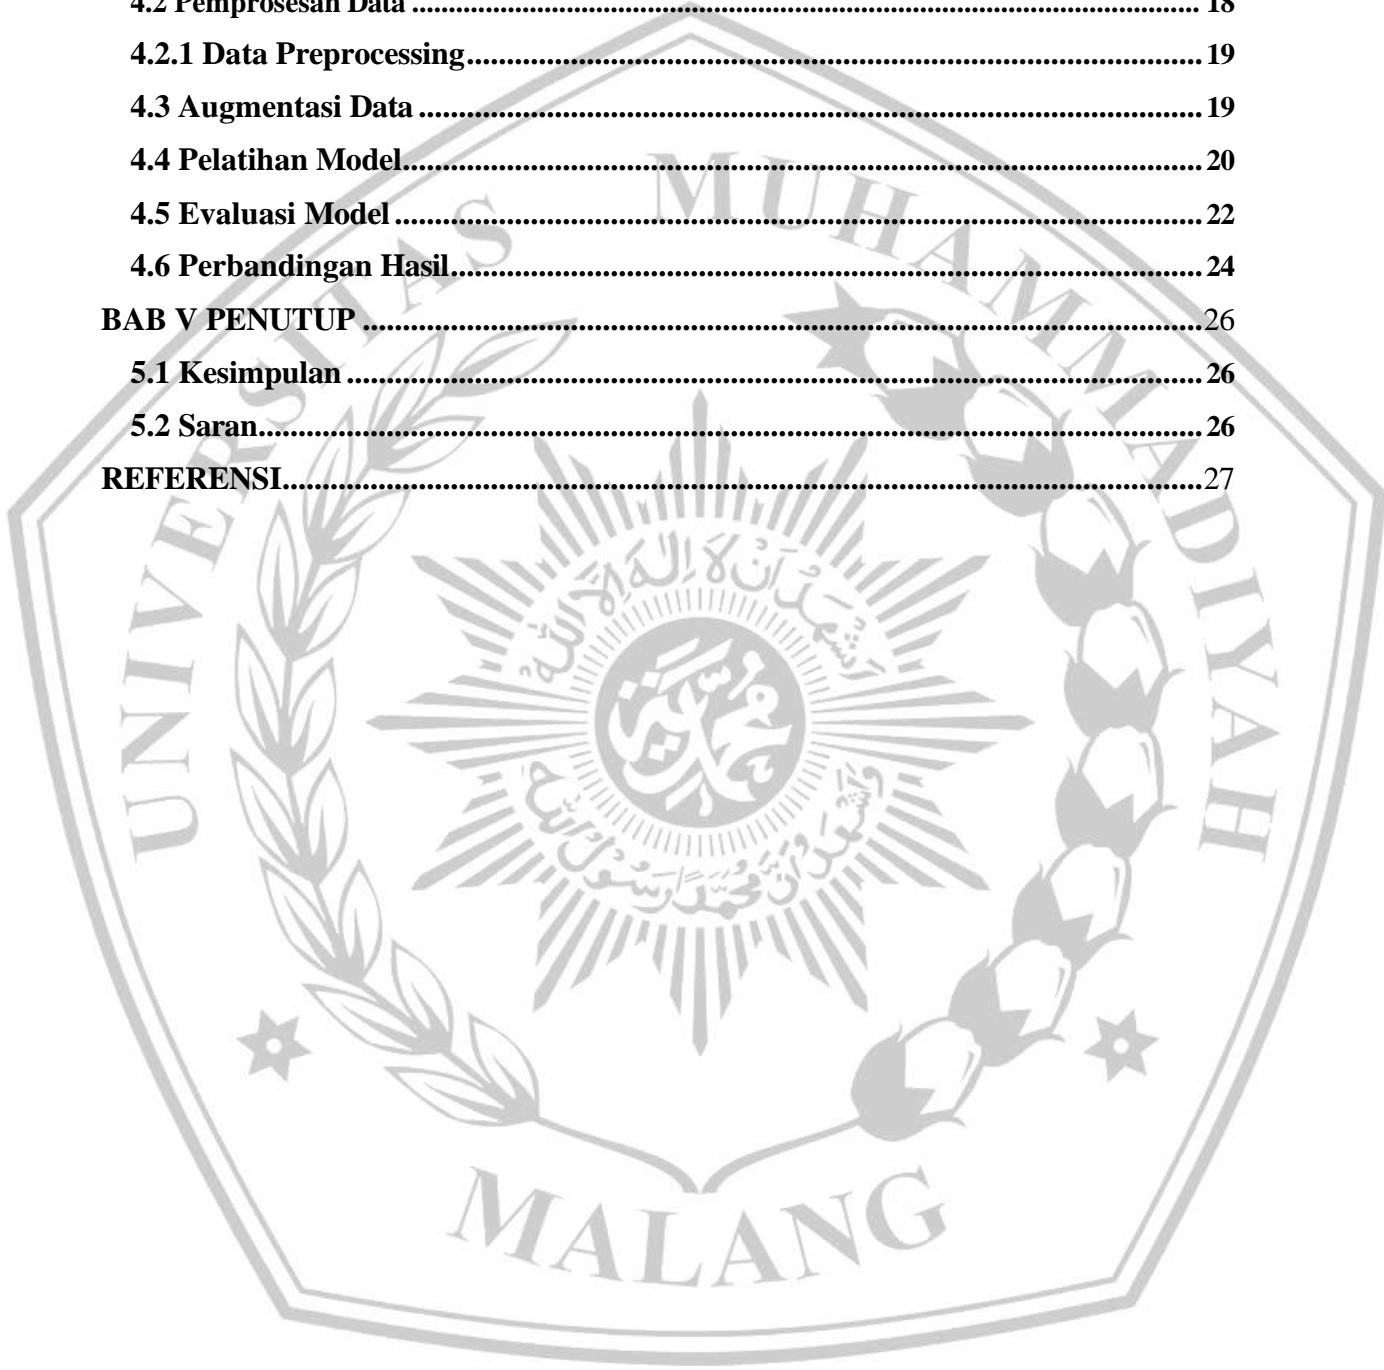 4.2 Pemprosesan Data .......... 18
4.2.1 Data Preprocessing .......... 19
4.3 Augmentasi Data .......... 19
4.4 Pelatihan Model .......... 20
4.5 Evaluasi Model .......... 22
4.6 Perbandingan Hasil .......... 24
BAB V PENUTUP .......... 26
5.1 Kesimpulan .......... 26
5.2 Saran .......... 26
REFERENSI .......... 27
UNIVERSITAS MUHAMMADIYAH
MALANG